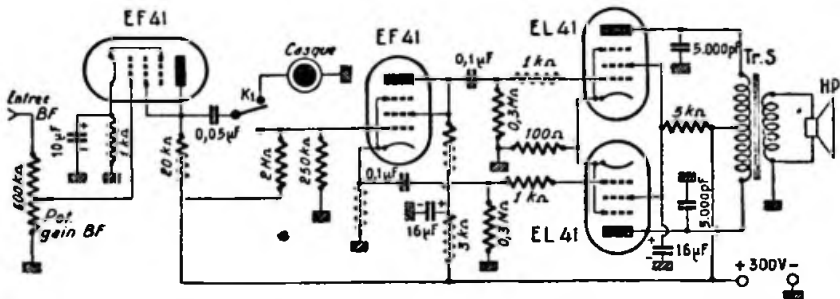 EF41
Casque
EF41
EL41
Entrée BF
10µF
1kΩ
20kΩ
0,05µF
K1
0,1µF
1kΩ
5.000pF
Tr.S
HP
600kΩ
Pot. gain BF
2MΩ
250kΩ
0,3MΩ
100Ω
5kΩ
0,1µF
16µF
3kΩ
0,3MΩ
1kΩ
EL41
5.000pF
16µF
+300V-